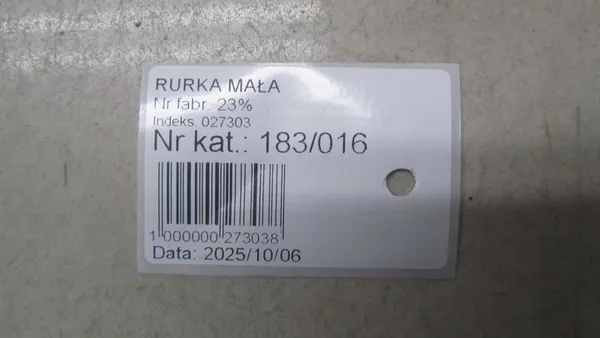 RURKA MAŁA
Nr fabr. 23%
Indeks. 027303
Nr kat.: 183/016
1 000000 273038
Data: 2025/10/06